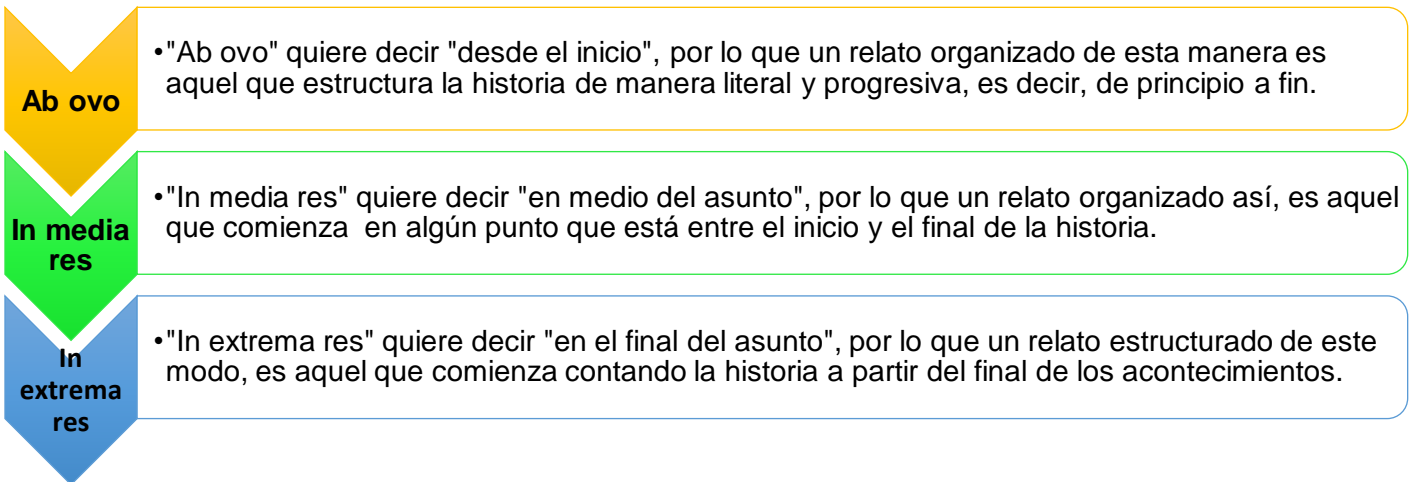 Ab ovo
•"Ab ovo" quiere decir "desde el inicio", por lo que un relato organizado de esta manera es
aquel que estructura la historia de manera literal y progresiva, es decir, de principio a fin.
In media
res
•"In media res" quiere decir "en medio del asunto", por lo que un relato organizado así, es aquel
que comienza  en algún punto que está entre el inicio y el final de la historia.
In
extrema
res
•"In extrema res" quiere decir "en el final del asunto", por lo que un relato estructurado de este
modo, es aquel que comienza contando la historia a partir del final de los acontecimientos.